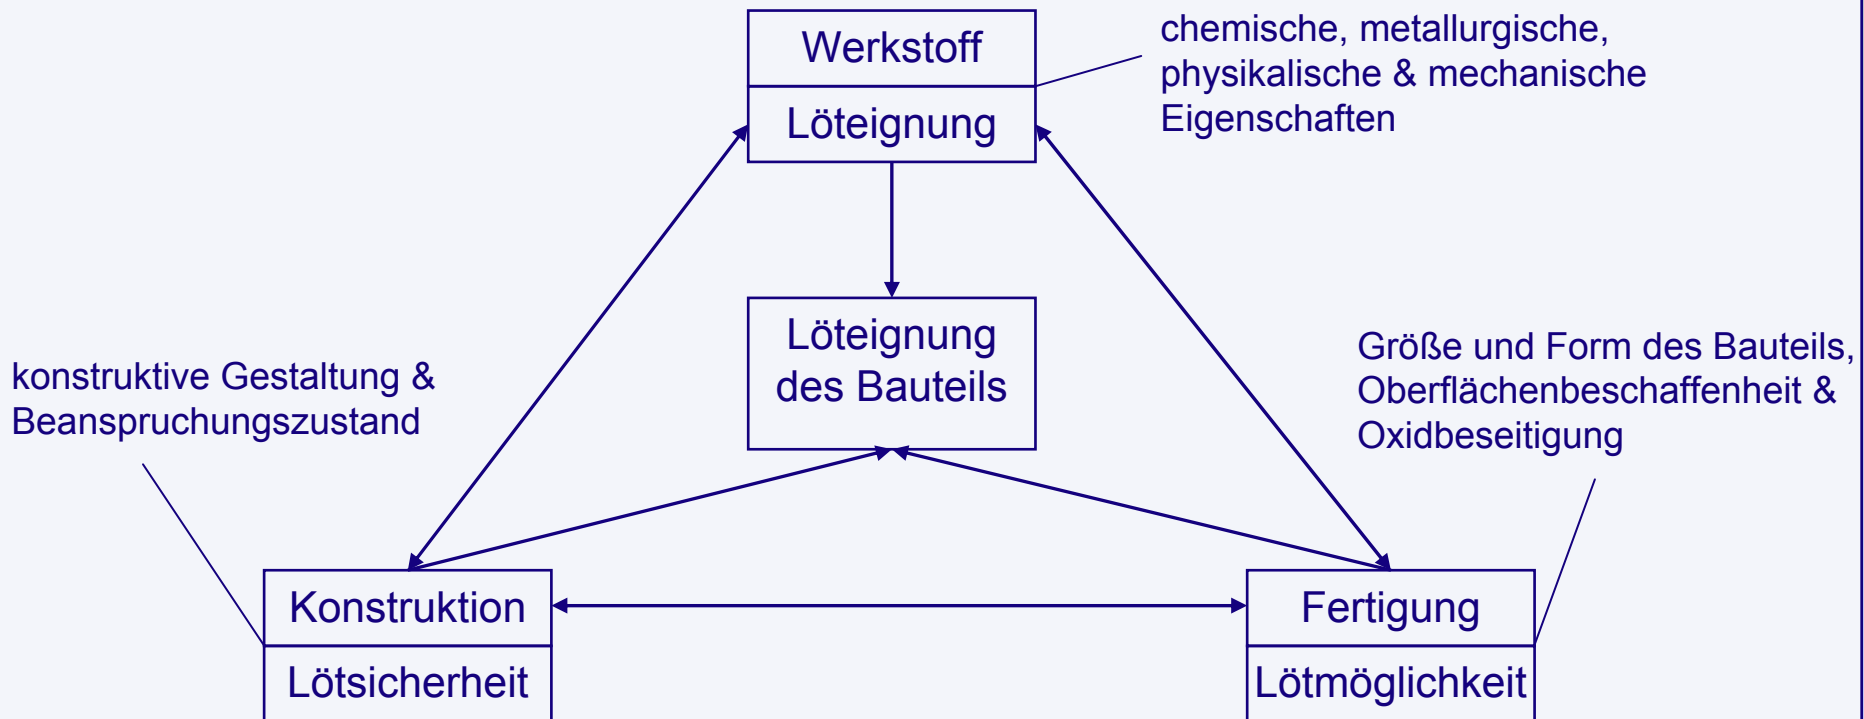 Werkstoff
Löteignung
chemische, metallurgische,
physikalische & mechanische
Eigenschaften
Löteignung
des Bauteils
konstruktive Gestaltung &
Beanspruchungszustand
Größe und Form des Bauteils,
Oberflächenbeschaffenheit &
Oxidbeseitigung
Konstruktion
Lötsicherheit
Fertigung
Lötmöglichkeit